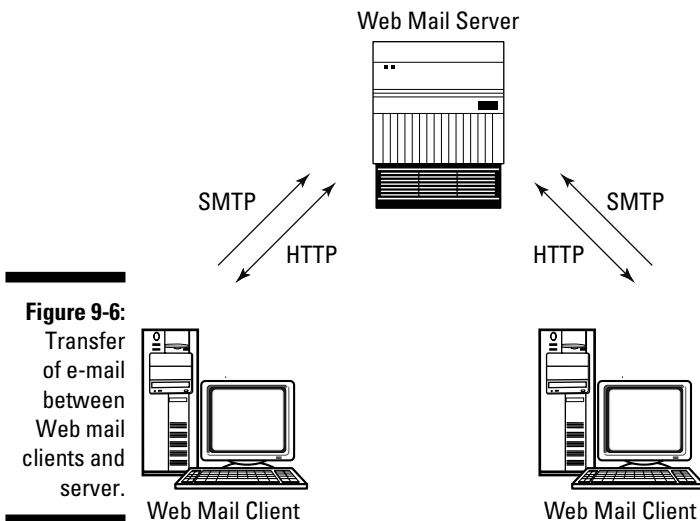 Web Mail Server
SMTP
SMTP
HTTP
HTTP
Figure 9-6:
Transfer
of e-mail
between
Web mail
clients and
server.
Web Mail Client
Web Mail Client